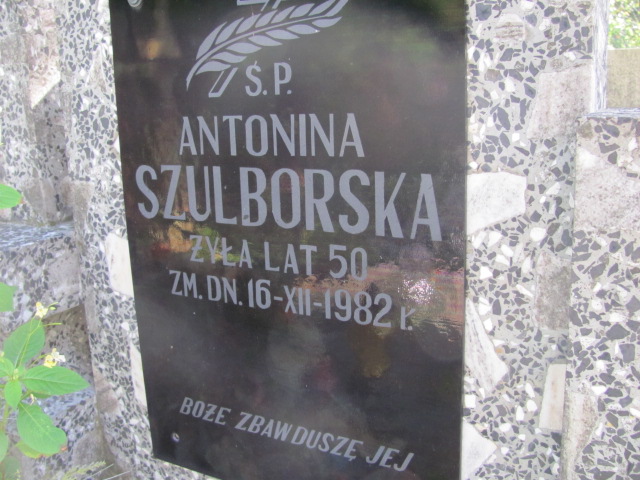 Ś.P.
ANTONINA
SZULBORSKA
ŻYŁA LAT 50
ZM. DN. 16-XII-1982 r.
BOŻE ZBAW DUSZĘ JEJ